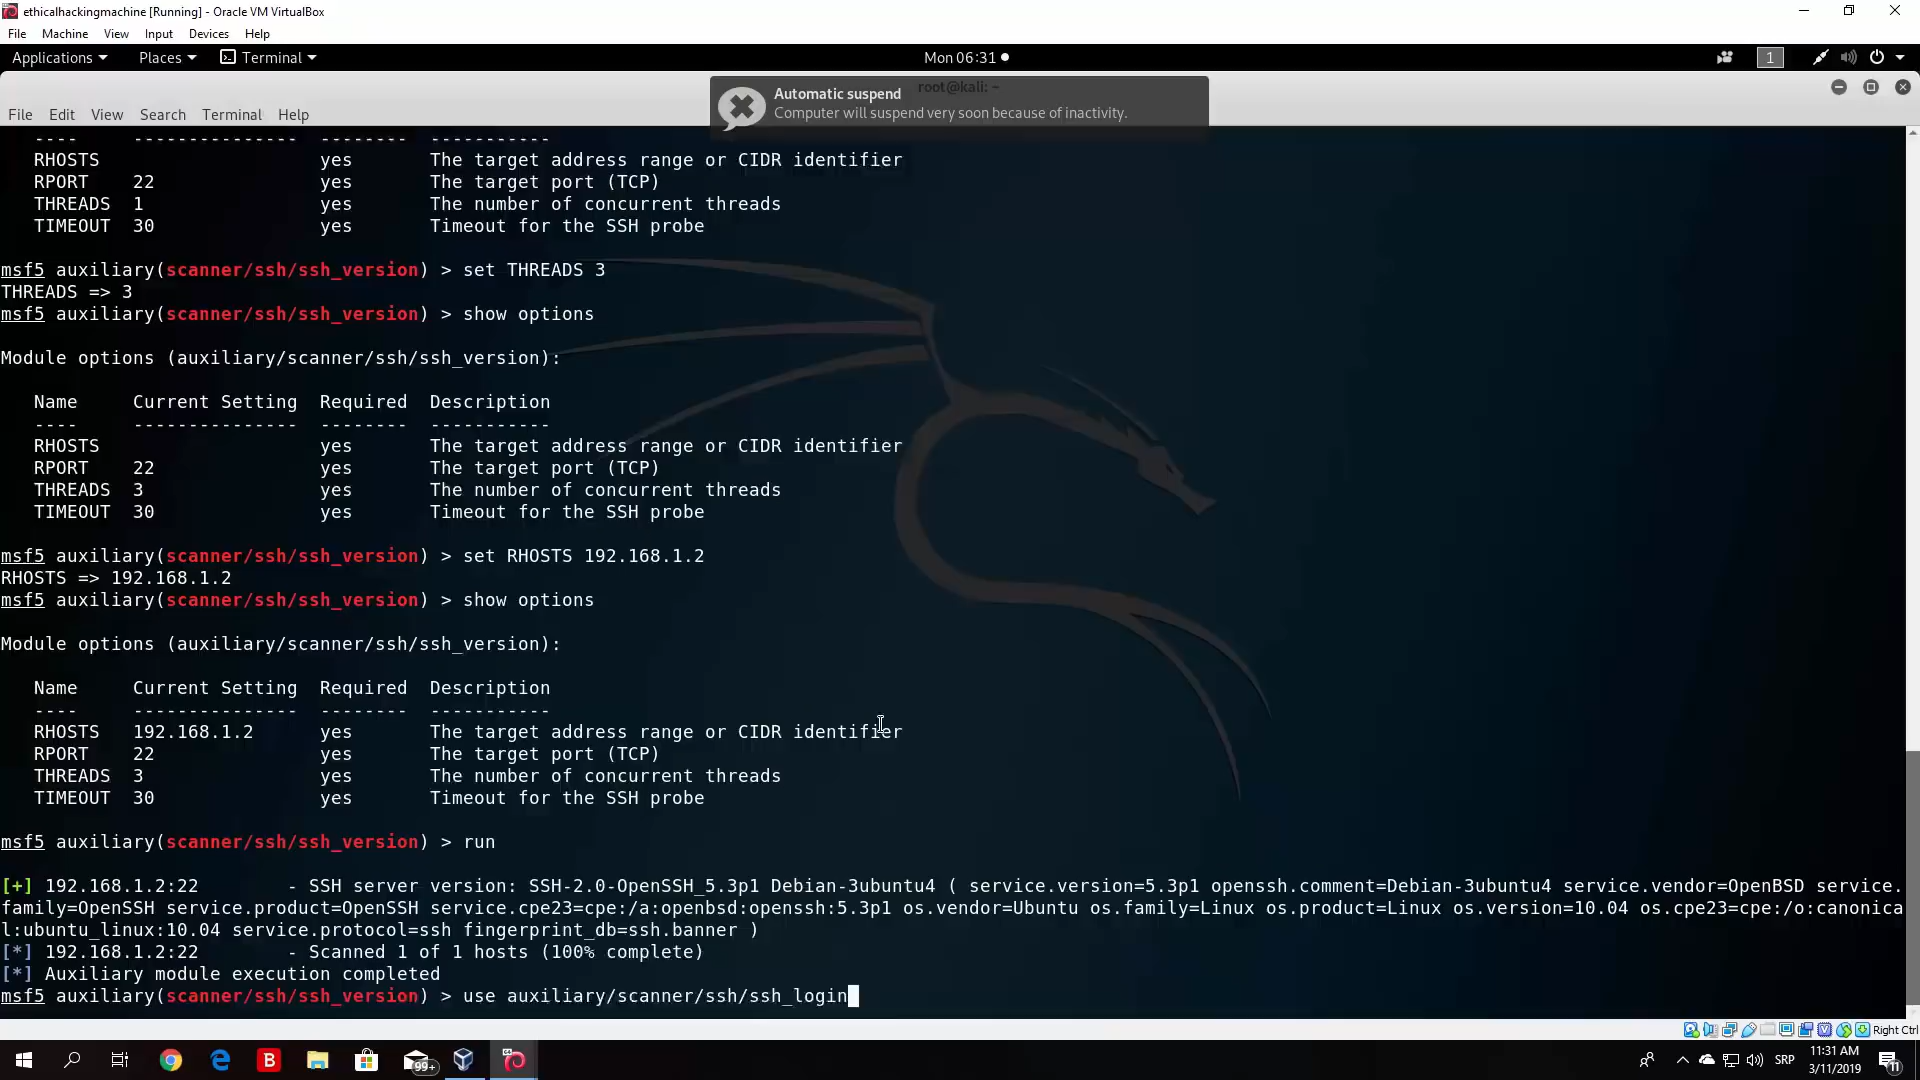 ethicalhackingmachine [Running] - Oracle VM VirtualBox
File Machine View Input Devices Help
Applications Places Terminal Mon 06:31 1
root@kali: ~
Automatic suspend
Computer will suspend very soon because of inactivity.
File Edit View Search Terminal Help
---- --------------- -------- -----------
RHOSTS yes The target address range or CIDR identifier
RPORT 22 yes The target port (TCP)
THREADS 1 yes The number of concurrent threads
TIMEOUT 30 yes Timeout for the SSH probe
msf5 auxiliary(scanner/ssh/ssh_version) > set THREADS 3
THREADS => 3
msf5 auxiliary(scanner/ssh/ssh_version) > show options
Module options (auxiliary/scanner/ssh/ssh_version):
Name Current Setting Required Description
---- --------------- -------- -----------
RHOSTS yes The target address range or CIDR identifier
RPORT 22 yes The target port (TCP)
THREADS 3 yes The number of concurrent threads
TIMEOUT 30 yes Timeout for the SSH probe
msf5 auxiliary(scanner/ssh/ssh_version) > set RHOSTS 192.168.1.2
RHOSTS => 192.168.1.2
msf5 auxiliary(scanner/ssh/ssh_version) > show options
Module options (auxiliary/scanner/ssh/ssh_version):
Name Current Setting Required Description
---- --------------- -------- -----------
RHOSTS 192.168.1.2 yes The target address range or CIDR identifier
RPORT 22 yes The target port (TCP)
THREADS 3 yes The number of concurrent threads
TIMEOUT 30 yes Timeout for the SSH probe
msf5 auxiliary(scanner/ssh/ssh_version) > run
[+] 192.168.1.2:22 - SSH server version: SSH-2.0-OpenSSH_5.3p1 Debian-3ubuntu4 ( service.version=5.3p1 openssh.comment=Debian-3ubuntu4 service.vendor=OpenBSD service.
family=OpenSSH service.product=OpenSSH service.cpe23=cpe:/a:openbsd:openssh:5.3p1 os.vendor=Ubuntu os.family=Linux os.product=Linux os.version=10.04 os.cpe23=cpe:/o:canonica
l:ubuntu_linux:10.04 service.protocol=ssh fingerprint_db=ssh.banner )
[*] 192.168.1.2:22 - Scanned 1 of 1 hosts (100% complete)
[*] Auxiliary module execution completed
msf5 auxiliary(scanner/ssh/ssh_version) > use auxiliary/scanner/ssh/ssh_login
Right Ctrl
B 99+ SRP 11:31 AM
3/11/2019 11